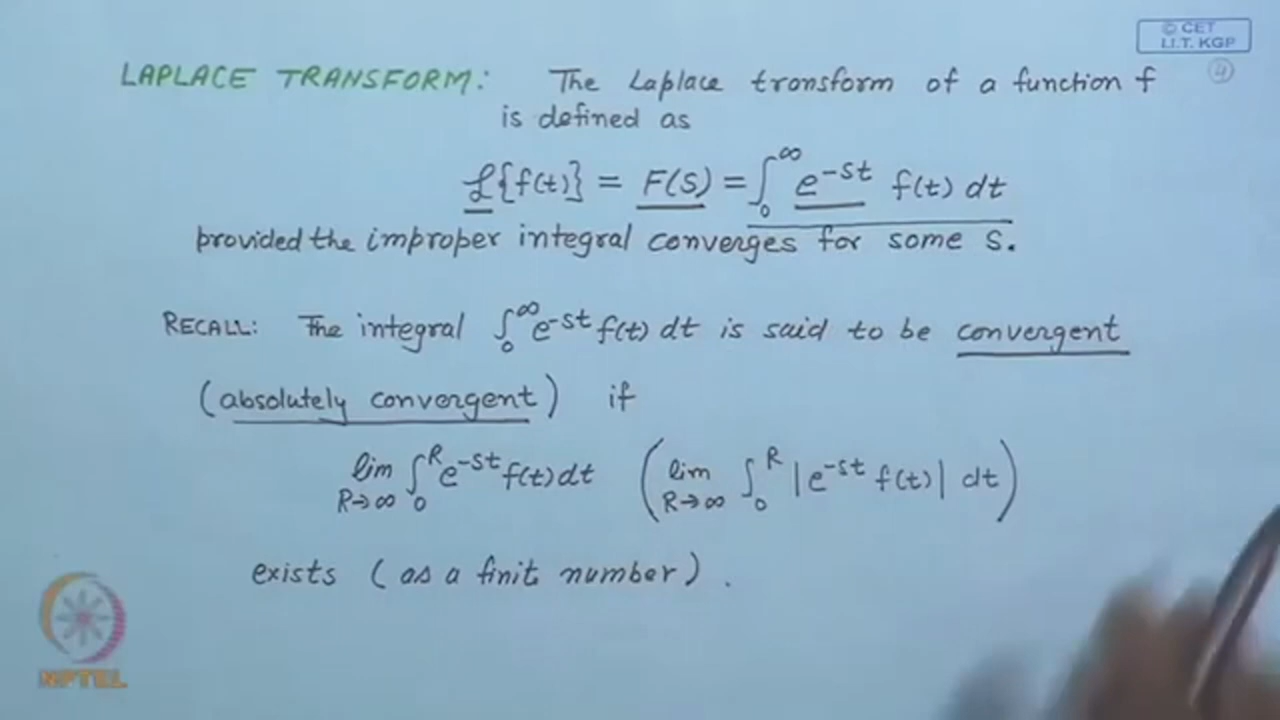 © CET
I.I.T. KGP
4
LAPLACE TRANSFORM: The Laplace transform of a function f
is defined as
ℒ{f(t)} = F(s) = ∫₀^∞ e^{-st} f(t) dt
provided the improper integral converges for some s.
RECALL: The integral ∫₀^∞ e^{-st} f(t) dt is said to be convergent
(absolutely convergent) if
lim_{R→∞} ∫₀^R e^{-st} f(t) dt (lim_{R→∞} ∫₀^R |e^{-st} f(t)| dt)
exists (as a finit number).
NPTEL